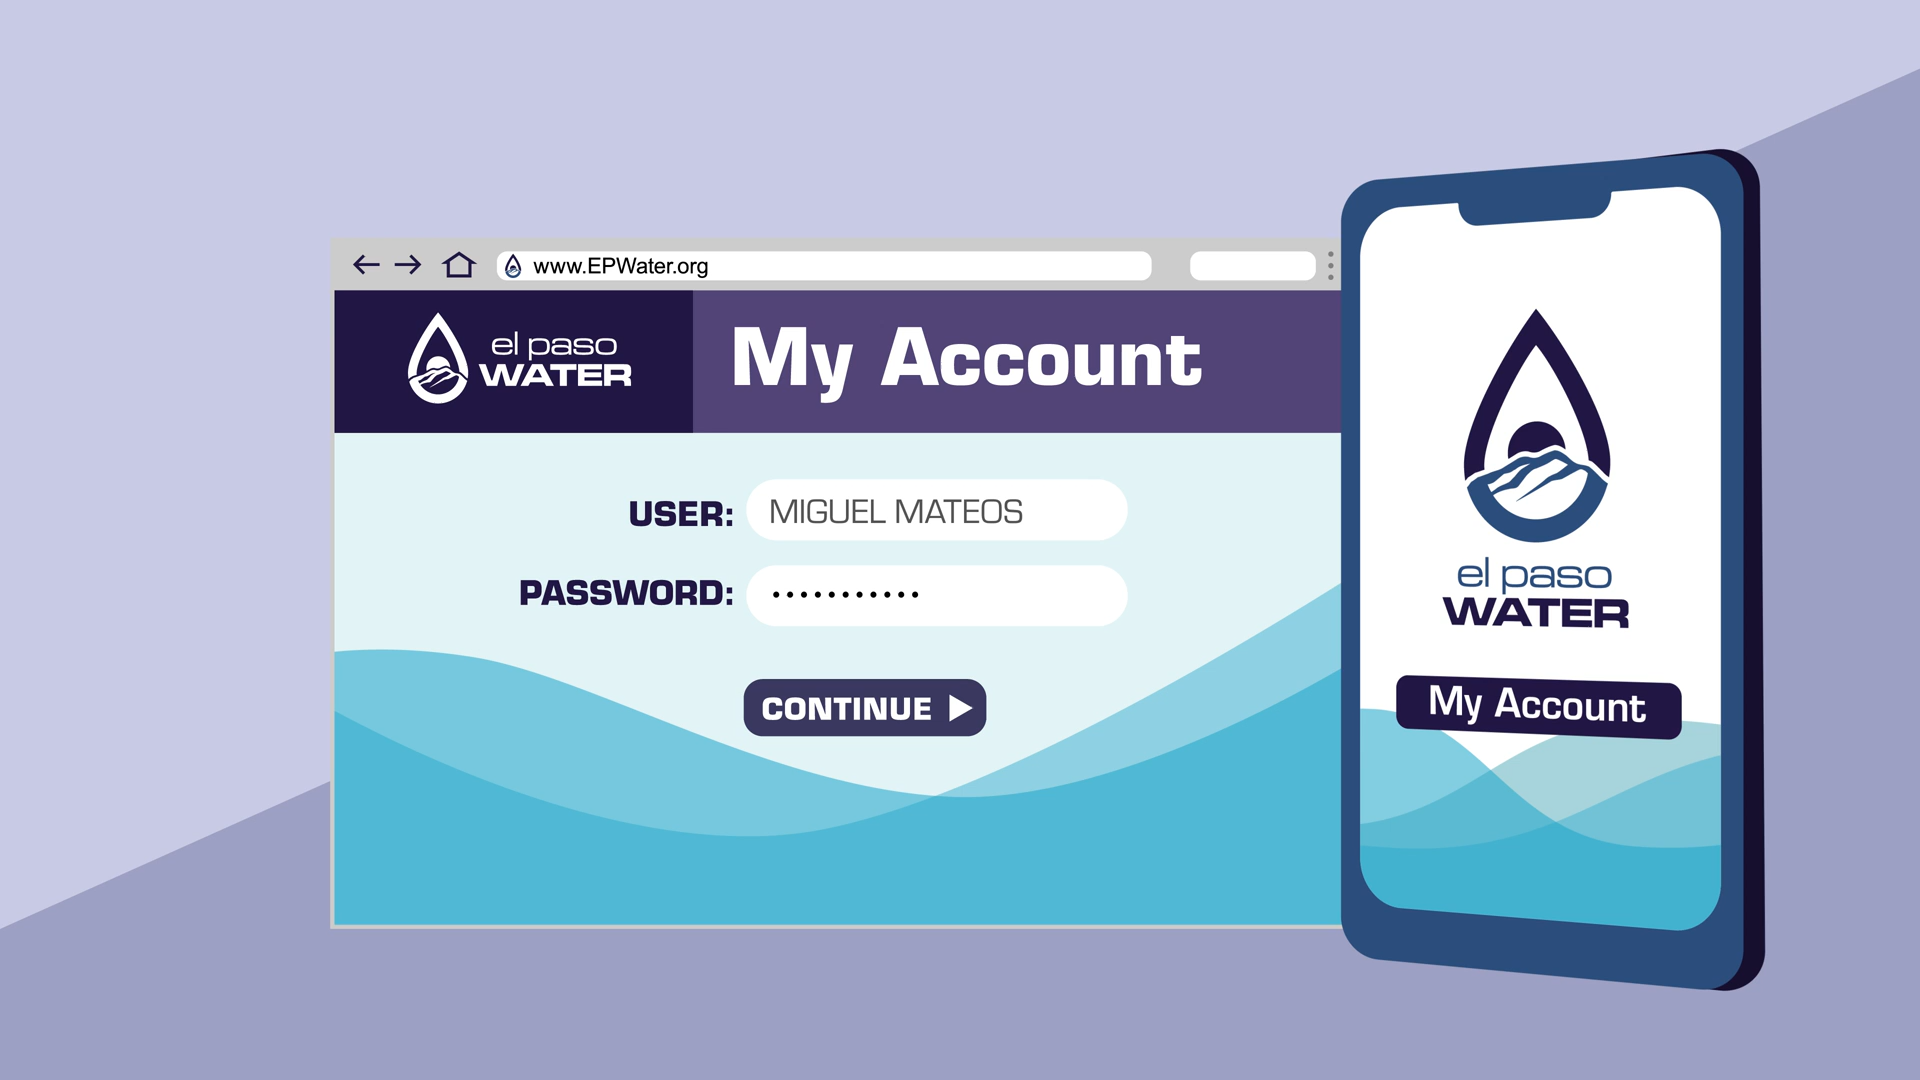 www.EPWater.org
el paso
WATER
My Account
USER: MIGUEL MATEOS
PASSWORD: •••••••••••
CONTINUE
el paso
WATER
My Account